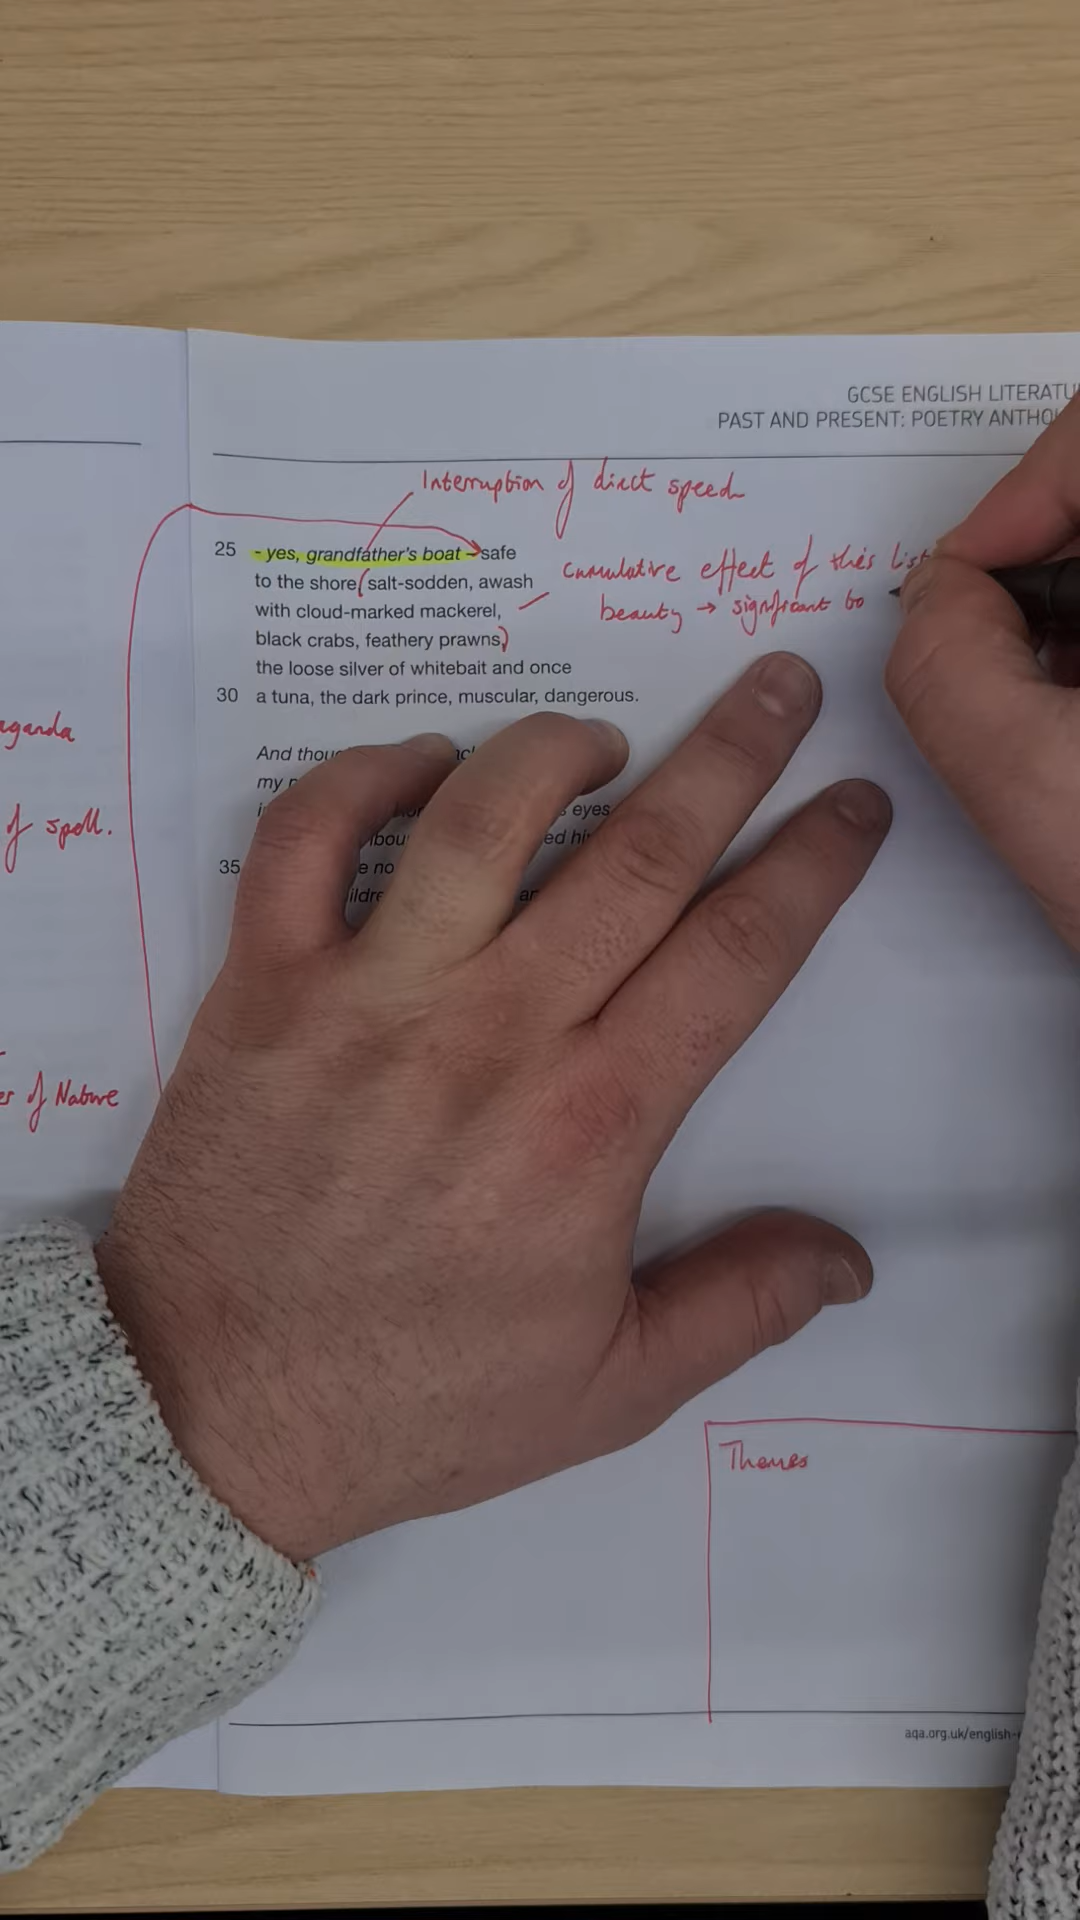 GCSE ENGLISH LITERATU
PAST AND PRESENT: POETRY ANTHO
Interruption of direct speech
25 - yes, grandfather's boat – safe
to the shore, salt-sodden, awash
with cloud-marked mackerel,
black crabs, feathery prawns,
the loose silver of whitebait and once
30 a tuna, the dark prince, muscular, dangerous.
cumulative effect of this list
beauty → significant to
And thou
my
eyes
ed hi
35 e no
ildre
aganda
of spell.
of Nature
Themes
aqa.org.uk/english-